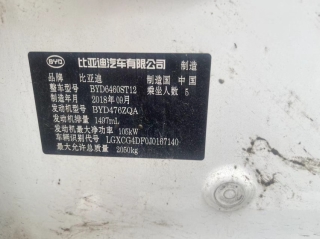 BYD 比亚迪汽车有限公司 制造
品牌 比亚迪 制造国 中国
整车型号 BYD6460ST12 乘坐人数 5
制造年月 2018年09月
发动机型号 BYD476ZQA
发动机排量 1497mL
发动机最大净功率 105kW
车辆识别代号 LGXCG4DF0J0167140
最大允许总质量 2050kg